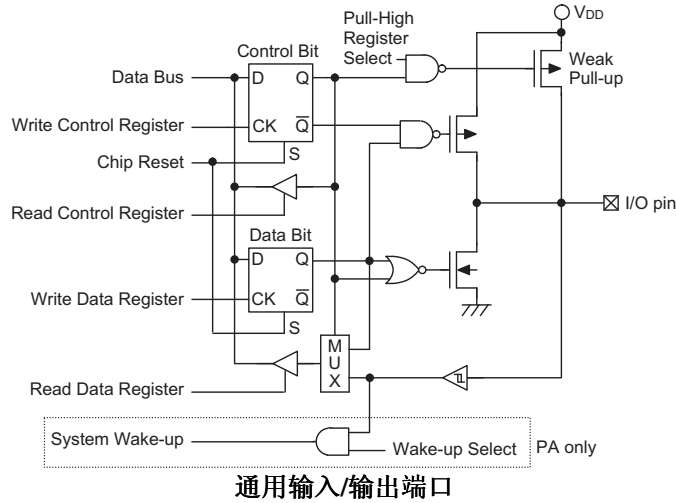 VDD
Pull-High
Register
Select
Control Bit
Weak
Pull-up
Data Bus
D
Q
Write Control Register
CK
Q
S
Chip Reset
I/O pin
Read Control Register
Data Bit
D
Q
Write Data Register
CK
Q
S
M
U
X
Read Data Register
System Wake-up
Wake-up Select
PA only
通用输入/输出端口